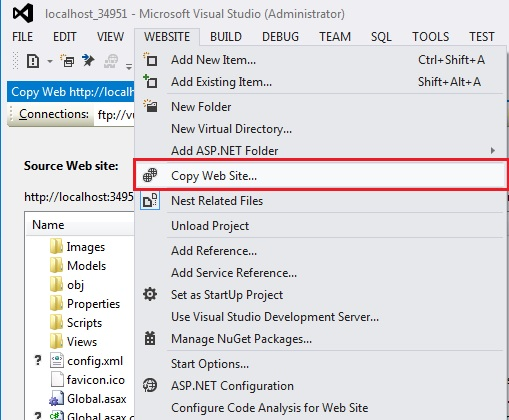 localhost_34951 - Microsoft Visual Studio (Administrator)
FILE EDIT VIEW WEBSITE BUILD DEBUG TEAM SQL TOOLS TEST
Copy Web http://localh
Connections: ftp://vu
Source Web site:
http://localhost:3495
Name
Images
Models
obj
Properties
Scripts
Views
? config.xml
favicon.ico
Global.asax
Global.asax.c
Add New Item... Ctrl+Shift+A
Add Existing Item... Shift+Alt+A
New Folder
New Virtual Directory...
Add ASP.NET Folder
Copy Web Site...
Nest Related Files
Unload Project
Add Reference...
Add Service Reference...
Set as StartUp Project
Use Visual Studio Development Server...
Manage NuGet Packages...
Start Options...
ASP.NET Configuration
Configure Code Analysis for Web Site